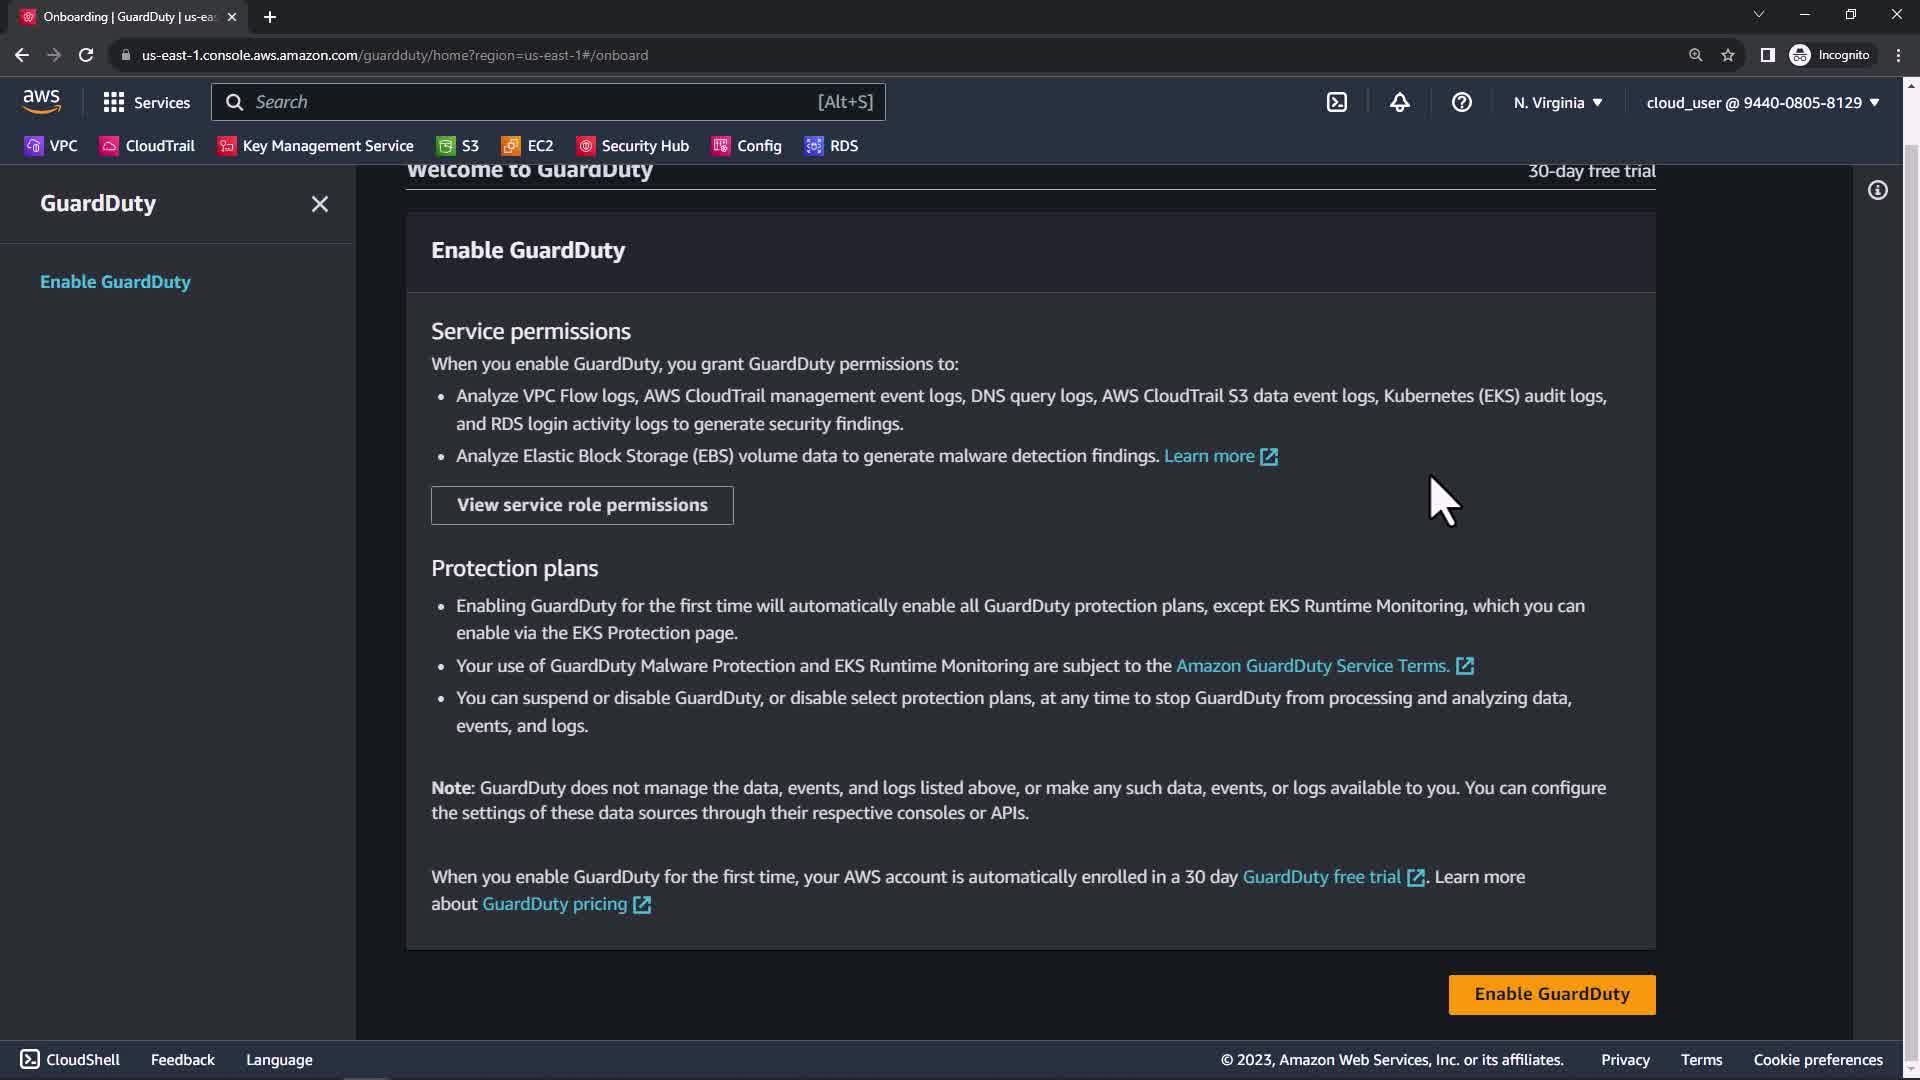 Onboarding | GuardDuty | us-eas
us-east-1.console.aws.amazon.com/guardduty/home?region=us-east-1#/onboard
Incognito
aws
Services
Search
[Alt+S]
N. Virginia
cloud_user @ 9440-0805-8129
VPC
CloudTrail
Key Management Service
S3
EC2
Security Hub
Config
RDS
GuardDuty
Enable GuardDuty
Welcome to GuardDuty
30-day free trial
Enable GuardDuty
Service permissions
When you enable GuardDuty, you grant GuardDuty permissions to:
• Analyze VPC Flow logs, AWS CloudTrail management event logs, DNS query logs, AWS CloudTrail S3 data event logs, Kubernetes (EKS) audit logs,
and RDS login activity logs to generate security findings.
• Analyze Elastic Block Storage (EBS) volume data to generate malware detection findings. Learn more
View service role permissions
Protection plans
• Enabling GuardDuty for the first time will automatically enable all GuardDuty protection plans, except EKS Runtime Monitoring, which you can
enable via the EKS Protection page.
• Your use of GuardDuty Malware Protection and EKS Runtime Monitoring are subject to the Amazon GuardDuty Service Terms.
• You can suspend or disable GuardDuty, or disable select protection plans, at any time to stop GuardDuty from processing and analyzing data,
events, and logs.
Note: GuardDuty does not manage the data, events, and logs listed above, or make any such data, events, or logs available to you. You can configure
the settings of these data sources through their respective consoles or APIs.
When you enable GuardDuty for the first time, your AWS account is automatically enrolled in a 30 day GuardDuty free trial. Learn more
about GuardDuty pricing
Enable GuardDuty
CloudShell
Feedback
Language
© 2023, Amazon Web Services, Inc. or its affiliates.
Privacy
Terms
Cookie preferences